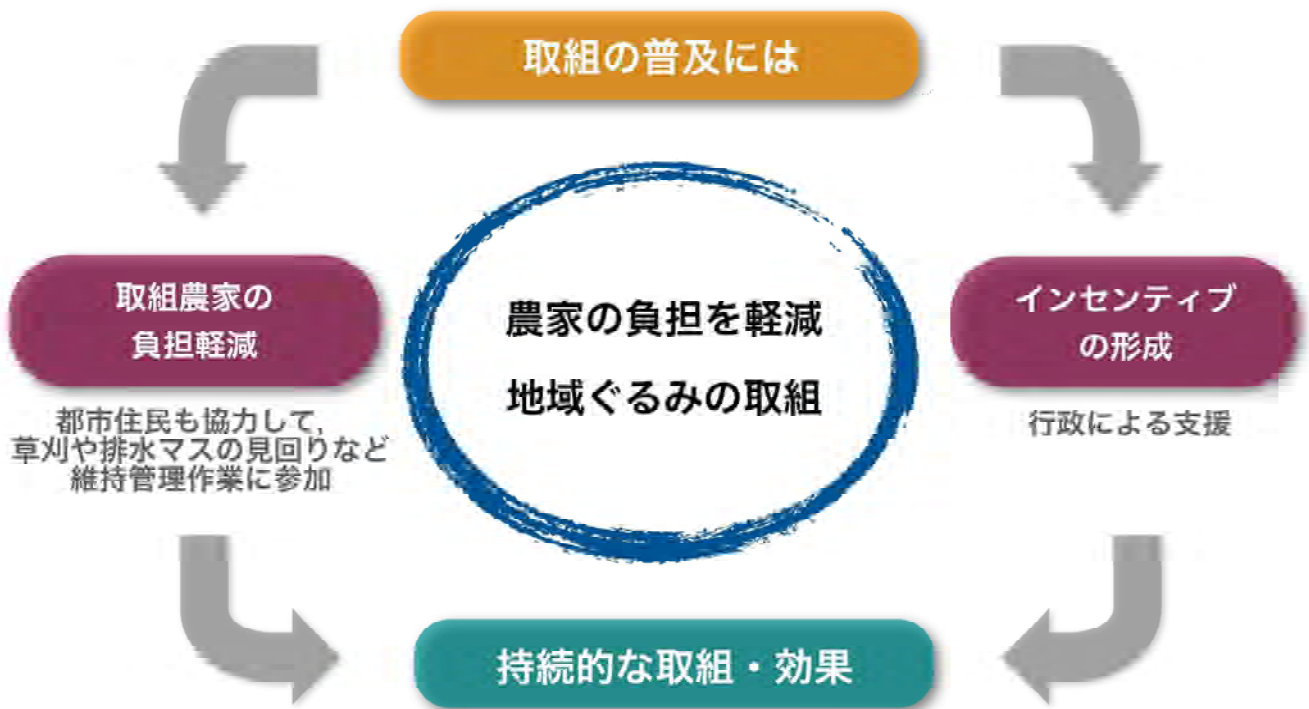 取組の普及には
取組農家の
負担軽減
都市住民も協力して,
草刈や排水マスの見回りなど
維持管理作業に参加
農家の負担を軽減
地域ぐるみの取組
インセンティブ
の形成
行政による支援
持続的な取組・効果